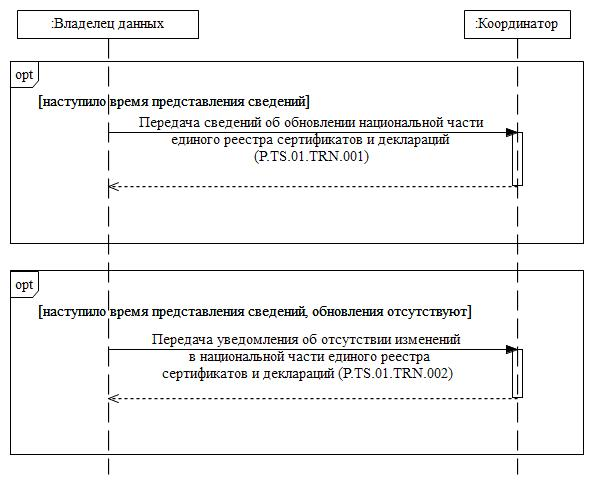 :Владелец данных
:Координатор
opt
[наступило время представления сведений]
Передача сведений об обновлении национальной части
единого реестра сертификатов и деклараций
(P.TS.01.TRN.001)
opt
[наступило время представления сведений, обновления отсутствуют]
Передача уведомления об отсутствии изменений
в национальной части единого реестра
сертификатов и деклараций (P.TS.01.TRN.002)